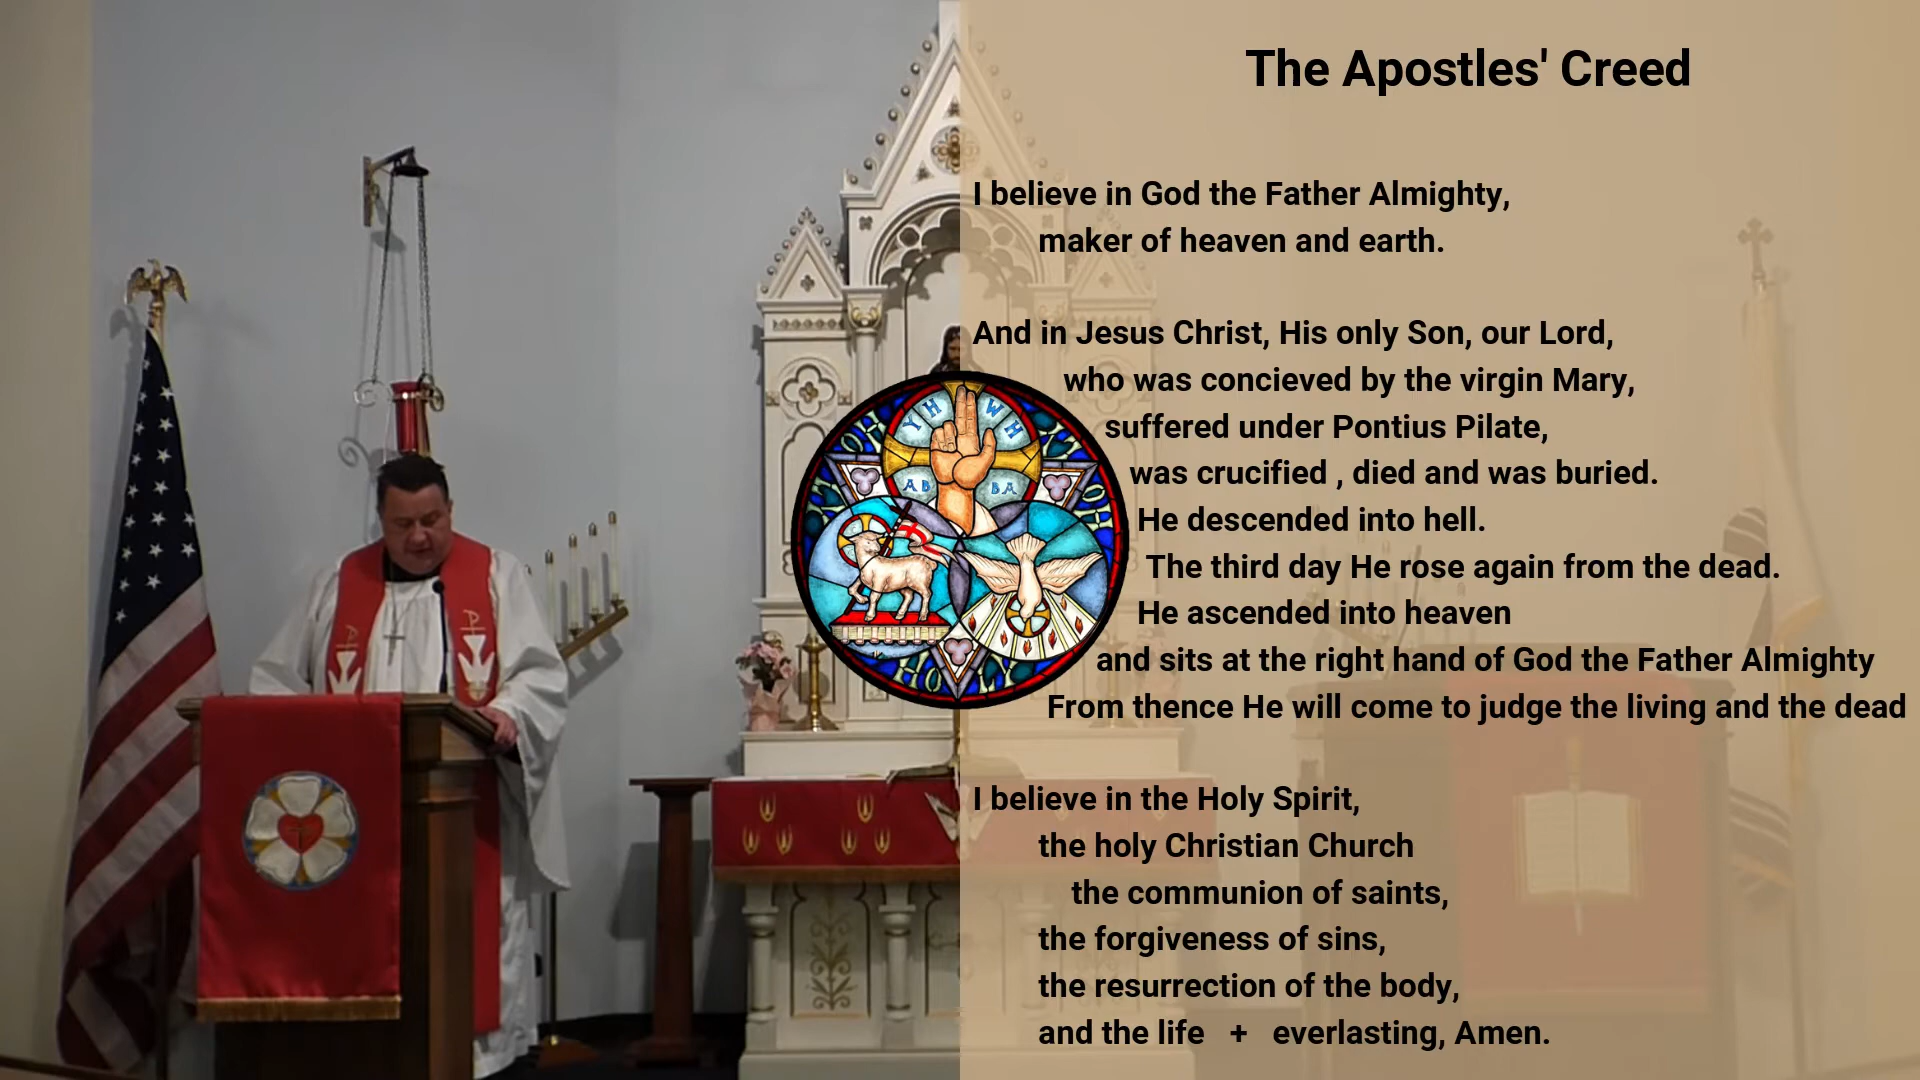 The Apostles' Creed
I believe in God the Father Almighty,
maker of heaven and earth.
And in Jesus Christ, His only Son, our Lord,
who was concieved by the virgin Mary,
suffered under Pontius Pilate,
was crucified , died and was buried.
He descended into hell.
The third day He rose again from the dead.
He ascended into heaven
and sits at the right hand of God the Father Almighty
From thence He will come to judge the living and the dead
I believe in the Holy Spirit,
the holy Christian Church
the communion of saints,
the forgiveness of sins,
the resurrection of the body,
and the life + everlasting, Amen.
YH WH
AB BA